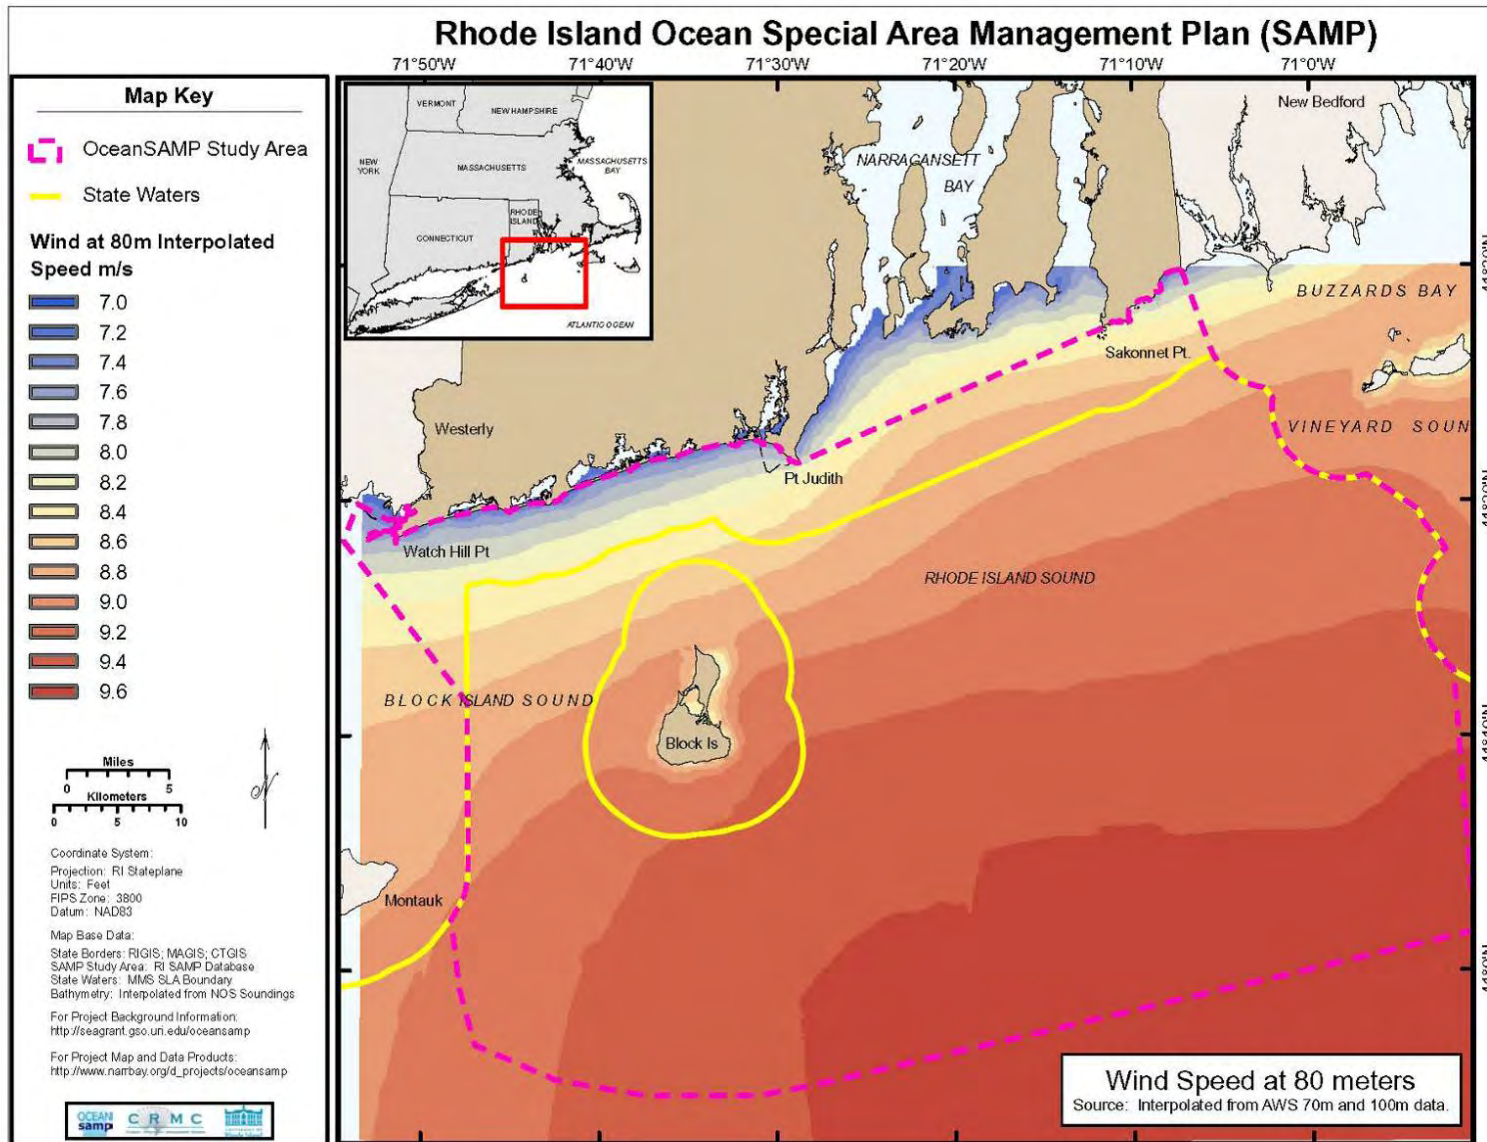 Rhode Island Ocean Special Area Management Plan (SAMP)
71°50'W 71°40'W 71°30'W 71°20'W 71°10'W 71°0'W
Map Key
OceanSAMP Study Area
State Waters
Wind at 80m Interpolated
Speed m/s
7.0
7.2
7.4
7.6
7.8
8.0
8.2
8.4
8.6
8.8
9.0
9.2
9.4
9.6
Miles
0 5
Kilometers
0 5 10
N
Coordinate System:
Projection: RI Stateplane
Units: Feet
FIPS Zone: 3800
Datum: NAD83
Map Base Data:
State Borders: RIGIS; MAGIS; CTGIS
SAMP Study Area: RI SAMP Database
State Waters: MMS SLA Boundary
Bathymetry: Interpolated from NOS Soundings
For Project Background Information:
http://seagrant.gso.uri.edu/oceansamp
For Project Map and Data Products:
http://www.narrbay.org/d_projects/oceansamp
OCEAN
samp
CRMC
VERMONT
NEW HAMPSHIRE
NEW
YORK
MASSACHUSETTS
MASSACHUSETTS
BAY
RHODE
ISLAND
CONNECTICUT
ATLANTIC OCEAN
NARRAGANSETT
BAY
New Bedford
BUZZARDS BAY
Sakonnet Pt.
VINEYARD SOUN
Westerly
Pt Judith
Watch Hill Pt
RHODE ISLAND SOUND
BLOCK ISLAND SOUND
Block Is
Montauk
Wind Speed at 80 meters
Source: Interpolated from AWS 70m and 100m data.